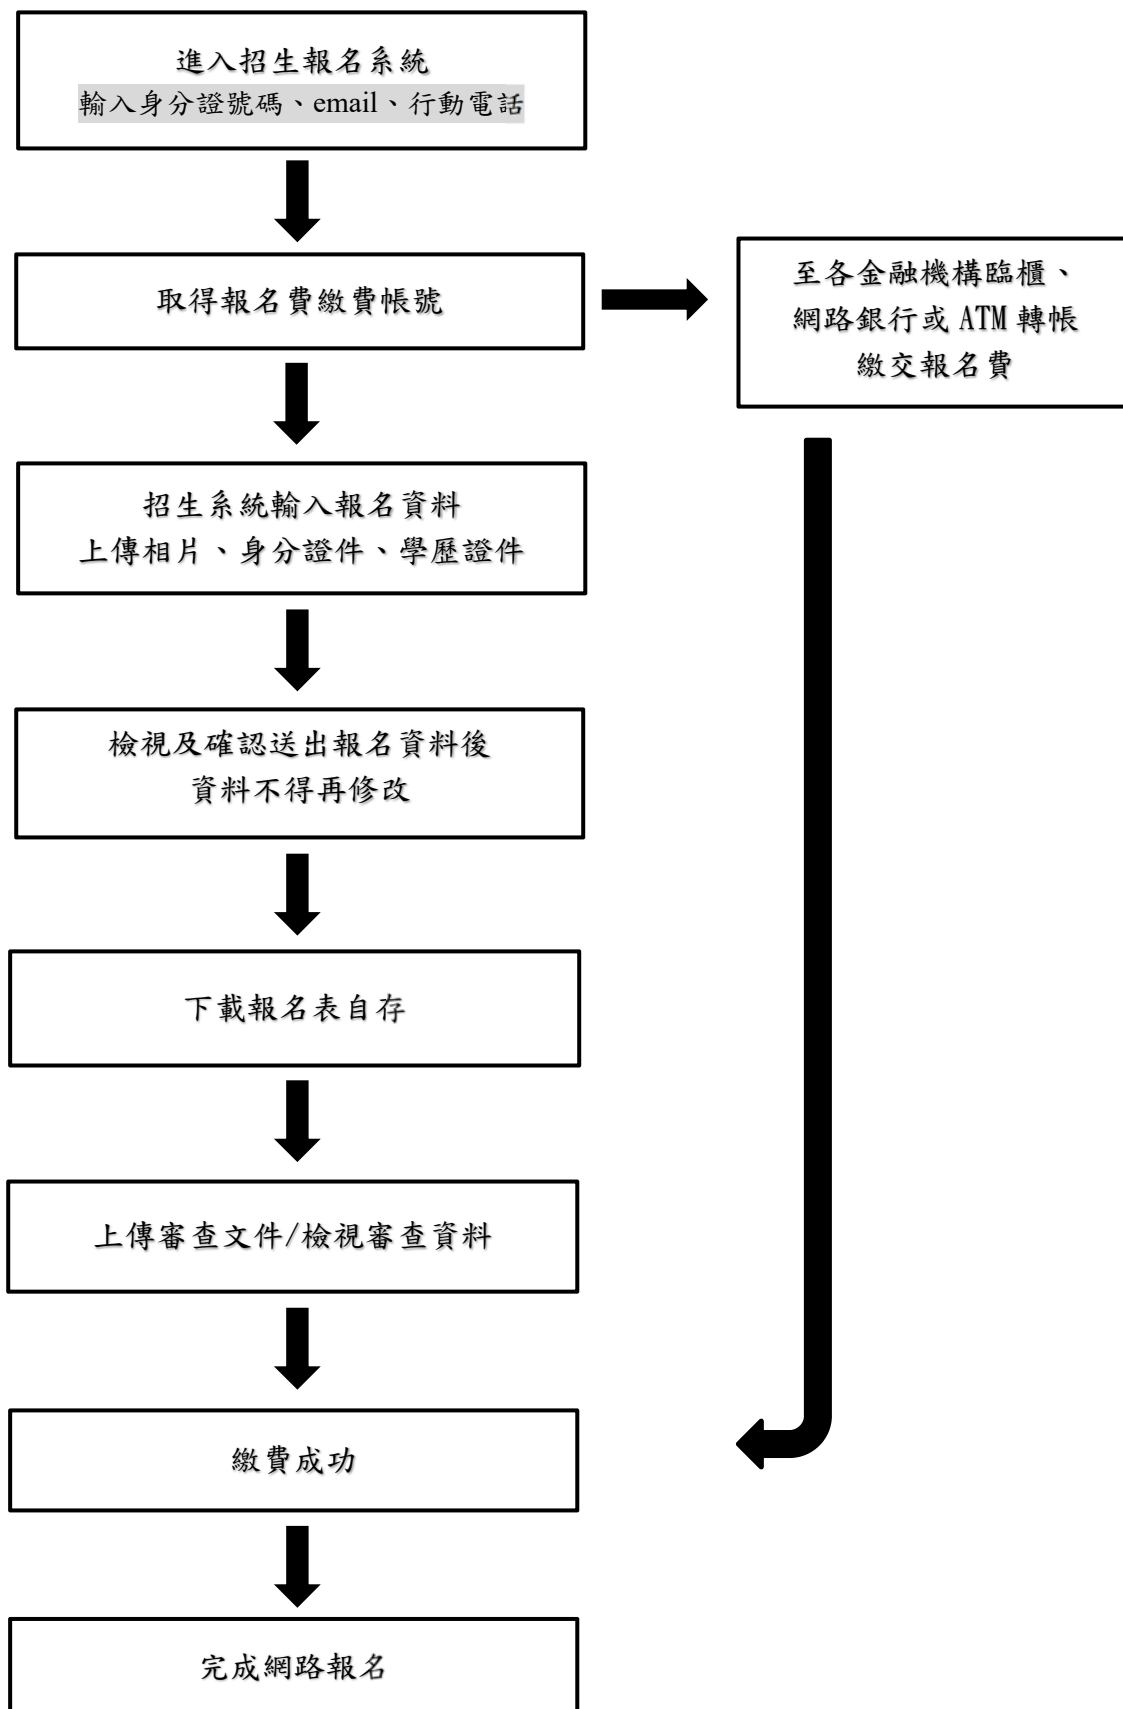 進入招生報名系統
輸入身分證號碼、email、行動電話
取得報名費繳費帳號
至各金融機構臨櫃、
網路銀行或 ATM 轉帳
繳交報名費
招生系統輸入報名資料
上傳相片、身分證件、學歷證件
檢視及確認送出報名資料後
資料不得再修改
下載報名表自存
上傳審查文件/檢視審查資料
繳費成功
完成網路報名